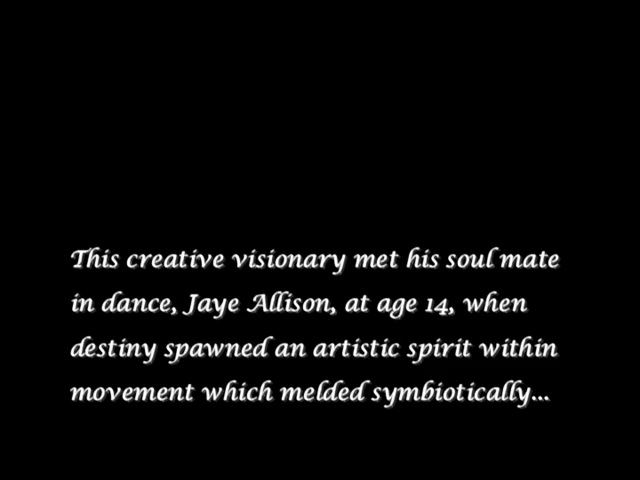 This creative visionary met his soul mate
in dance, Jaye Allison, at age 14, when
destiny spawned an artistic spirit within
movement which melded symbiotically...